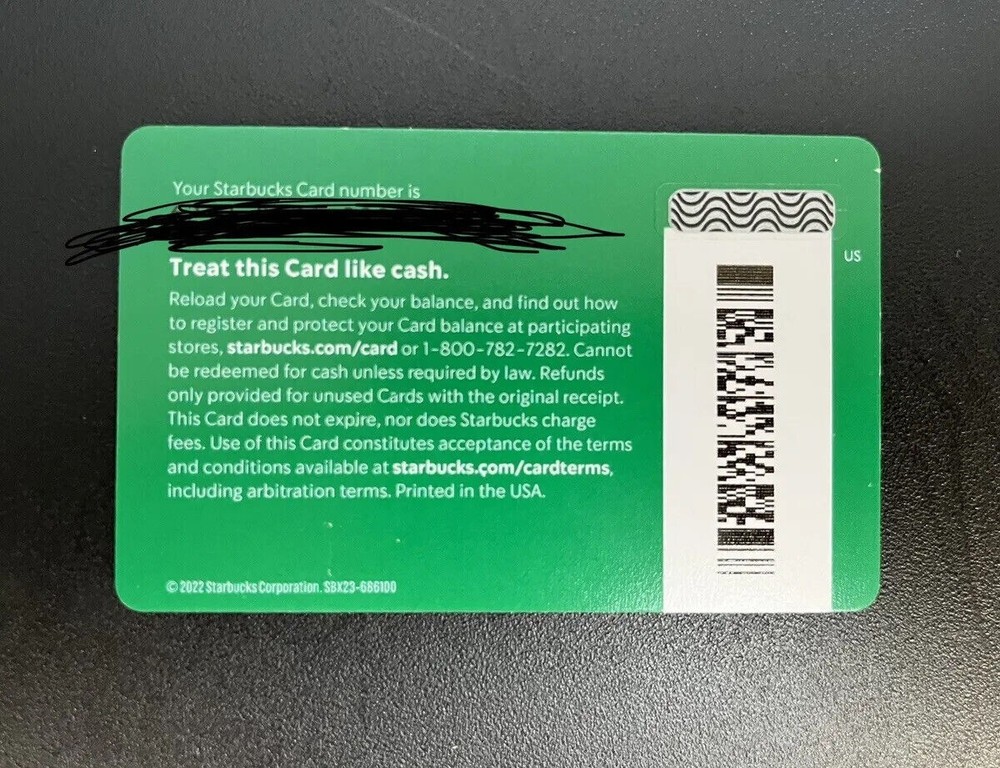 Your Starbucks Card number is
Treat this Card like cash.
Reload your Card, check your balance, and find out how
to register and protect your Card balance at participating
stores, starbucks.com/card or 1-800-782-7282. Cannot
be redeemed for cash unless required by law. Refunds
only provided for unused Cards with the original receipt.
This Card does not expire, nor does Starbucks charge
fees. Use of this Card constitutes acceptance of the terms
and conditions available at starbucks.com/cardterms,
including arbitration terms. Printed in the USA.
© 2022 Starbucks Corporation. SBX23-686100
US